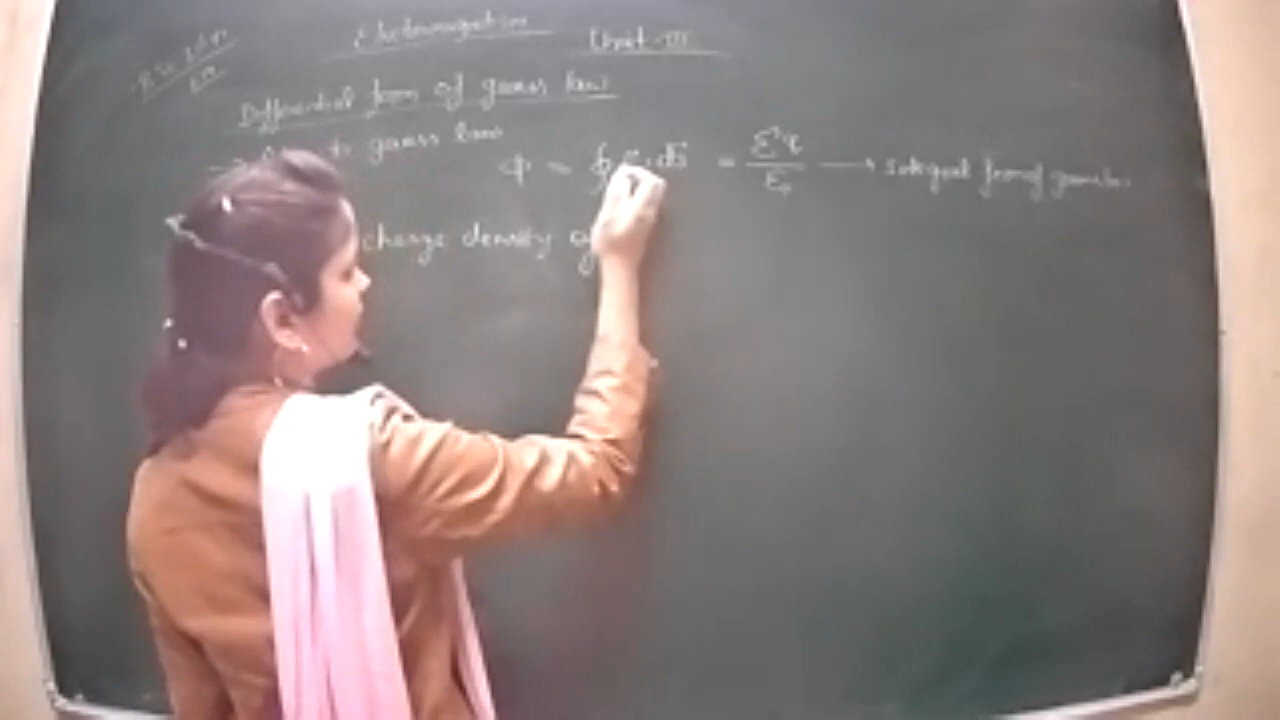 Electromagnetism Unit-III
Differential form of gauss law
gauss law
Φ = ∮ E.ds = Σq/ε₀ → Integral form of gauss law
charge density